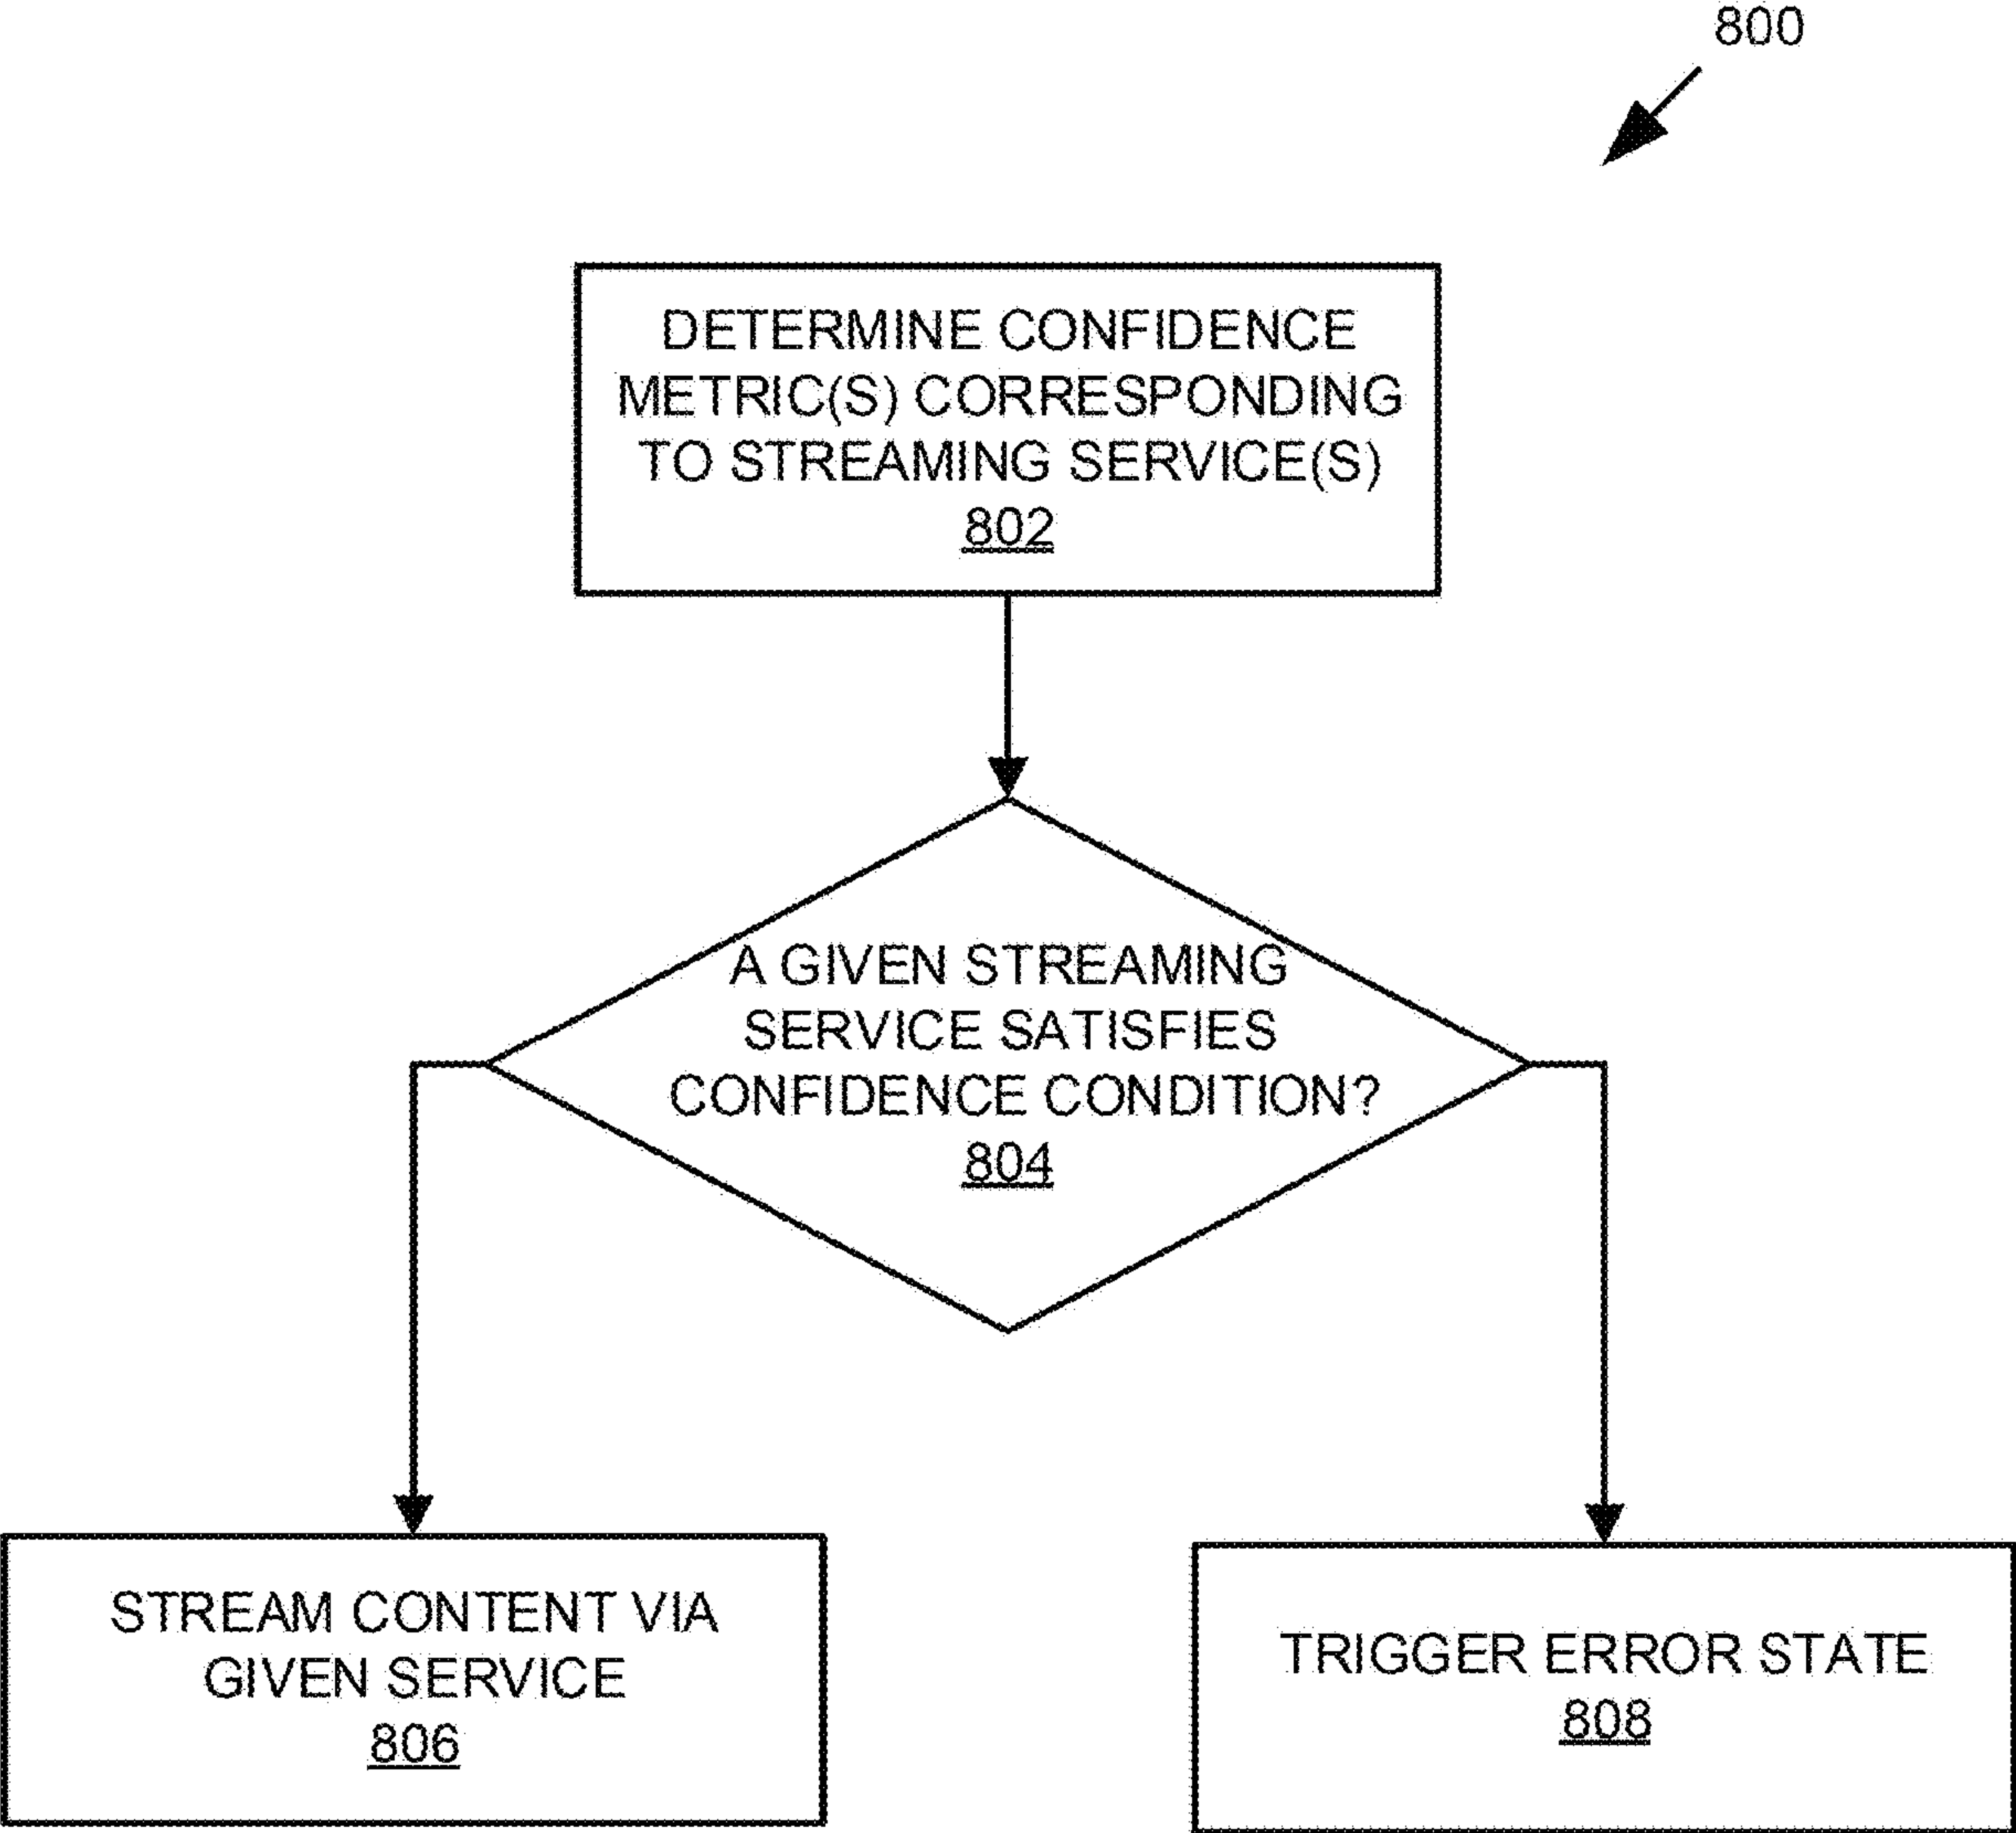 800
DETERMINE CONFIDENCE
METRIC(S) CORRESPONDING
TO STREAMING SERVICE(S)
802
A GIVEN STREAMING
SERVICE SATISFIES
CONFIDENCE CONDITION?
804
STREAM CONTENT VIA
GIVEN SERVICE
806
TRIGGER ERROR STATE
808